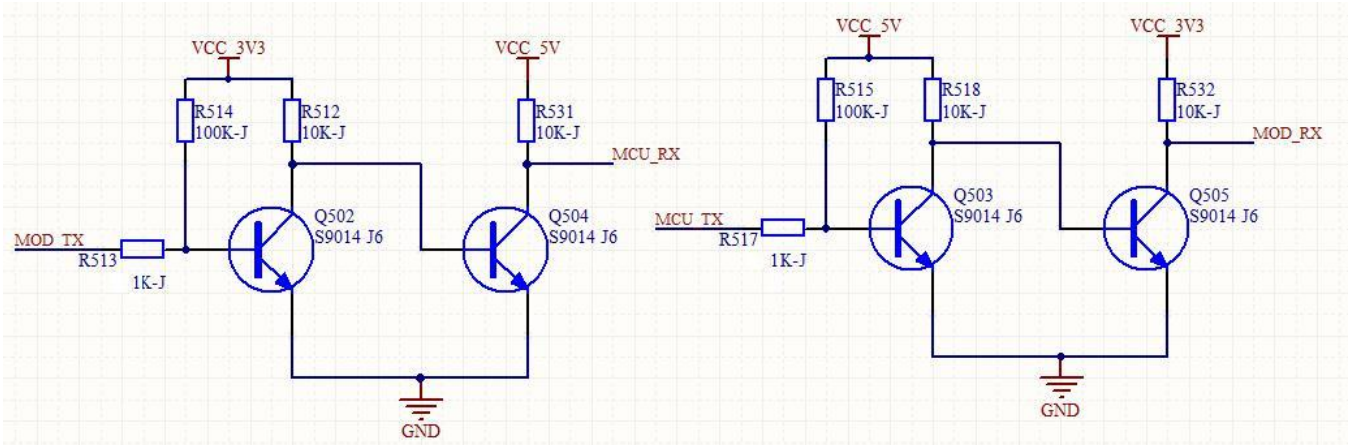 VCC_3V3
VCC_5V
R514
100K-J
R512
10K-J
R531
10K-J
MCU_RX
Q502
S9014 J6
Q504
S9014 J6
MOD_TX
R513
1K-J
GND
VCC_5V
VCC_3V3
R515
100K-J
R518
10K-J
R532
10K-J
MOD_RX
Q503
S9014 J6
Q505
S9014 J6
MCU_TX
R517
1K-J
GND